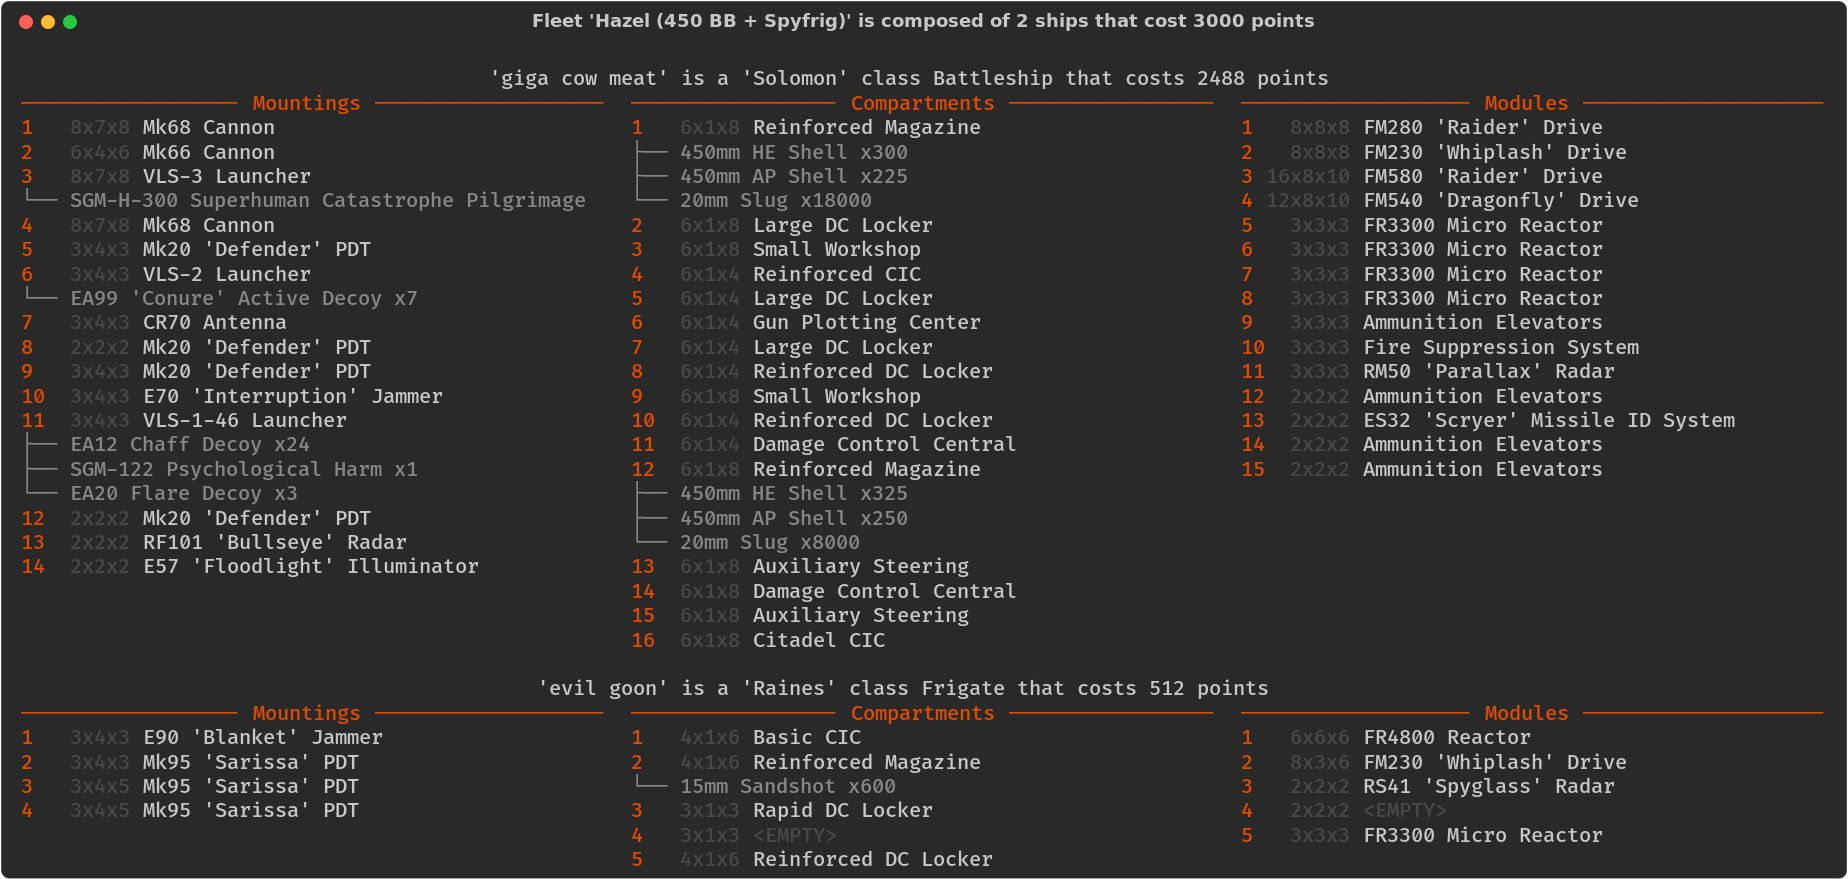 Fleet 'Hazel (450 BB + Spyfrig)' is composed of 2 ships that cost 3000 points
'giga cow meat' is a 'Solomon' class Battleship that costs 2488 points
Mountings
1 8x7x8 Mk68 Cannon
2 6x4x6 Mk66 Cannon
3 8x7x8 VLS-3 Launcher
└── SGM-H-300 Superhuman Catastrophe Pilgrimage
4 8x7x8 Mk68 Cannon
5 3x4x3 Mk20 'Defender' PDT
6 3x4x3 VLS-2 Launcher
└── EA99 'Conure' Active Decoy x7
7 3x4x3 CR70 Antenna
8 2x2x2 Mk20 'Defender' PDT
9 3x4x3 Mk20 'Defender' PDT
10 3x4x3 E70 'Interruption' Jammer
11 3x4x3 VLS-1-46 Launcher
├── EA12 Chaff Decoy x24
├── SGM-122 Psychological Harm x1
└── EA20 Flare Decoy x3
12 2x2x2 Mk20 'Defender' PDT
13 2x2x2 RF101 'Bullseye' Radar
14 2x2x2 E57 'Floodlight' Illuminator
Compartments
1 6x1x8 Reinforced Magazine
├── 450mm HE Shell x300
├── 450mm AP Shell x225
└── 20mm Slug x18000
2 6x1x8 Large DC Locker
3 6x1x8 Small Workshop
4 6x1x4 Reinforced CIC
5 6x1x4 Large DC Locker
6 6x1x4 Gun Plotting Center
7 6x1x4 Large DC Locker
8 6x1x4 Reinforced DC Locker
9 6x1x8 Small Workshop
10 6x1x4 Reinforced DC Locker
11 6x1x4 Damage Control Central
12 6x1x8 Reinforced Magazine
├── 450mm HE Shell x325
├── 450mm AP Shell x250
└── 20mm Slug x8000
13 6x1x8 Auxiliary Steering
14 6x1x8 Damage Control Central
15 6x1x8 Auxiliary Steering
16 6x1x8 Citadel CIC
Modules
1 8x8x8 FM280 'Raider' Drive
2 8x8x8 FM230 'Whiplash' Drive
3 16x8x10 FM580 'Raider' Drive
4 12x8x10 FM540 'Dragonfly' Drive
5 3x3x3 FR3300 Micro Reactor
6 3x3x3 FR3300 Micro Reactor
7 3x3x3 FR3300 Micro Reactor
8 3x3x3 FR3300 Micro Reactor
9 3x3x3 Ammunition Elevators
10 3x3x3 Fire Suppression System
11 3x3x3 RM50 'Parallax' Radar
12 2x2x2 Ammunition Elevators
13 2x2x2 ES32 'Scryer' Missile ID System
14 2x2x2 Ammunition Elevators
15 2x2x2 Ammunition Elevators
'evil goon' is a 'Raines' class Frigate that costs 512 points
Mountings
1 3x4x3 E90 'Blanket' Jammer
2 3x4x3 Mk95 'Sarissa' PDT
3 3x4x5 Mk95 'Sarissa' PDT
4 3x4x5 Mk95 'Sarissa' PDT
Compartments
1 4x1x6 Basic CIC
2 4x1x6 Reinforced Magazine
└── 15mm Sandshot x600
3 3x1x3 Rapid DC Locker
4 3x1x3 <EMPTY>
5 4x1x6 Reinforced DC Locker
Modules
1 6x6x6 FR4800 Reactor
2 8x3x6 FM230 'Whiplash' Drive
3 2x2x2 RS41 'Spyglass' Radar
4 2x2x2 <EMPTY>
5 3x3x3 FR3300 Micro Reactor